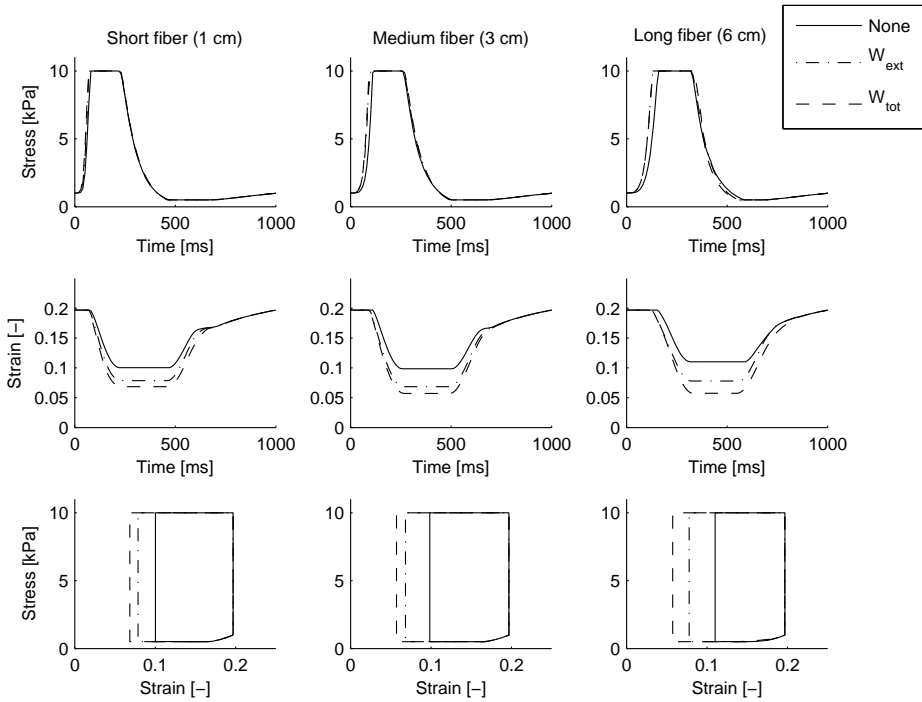 Short fiber (1 cm)
Medium fiber (3 cm)
Long fiber (6 cm)
None
W_ext
W_tot
10
5
0
Stress [kPa]
0 500 1000
Time [ms]
10
5
0
0 500 1000
Time [ms]
10
5
0
0 500 1000
Time [ms]
0.2
0.15
0.1
0.05
0
Strain [–]
0 500 1000
Time [ms]
0.2
0.15
0.1
0.05
0
0 500 1000
Time [ms]
0.2
0.15
0.1
0.05
0
0 500 1000
Time [ms]
10
5
0
Stress [kPa]
0 0.1 0.2
Strain [–]
10
5
0
0 0.1 0.2
Strain [–]
10
5
0
0 0.1 0.2
Strain [–]